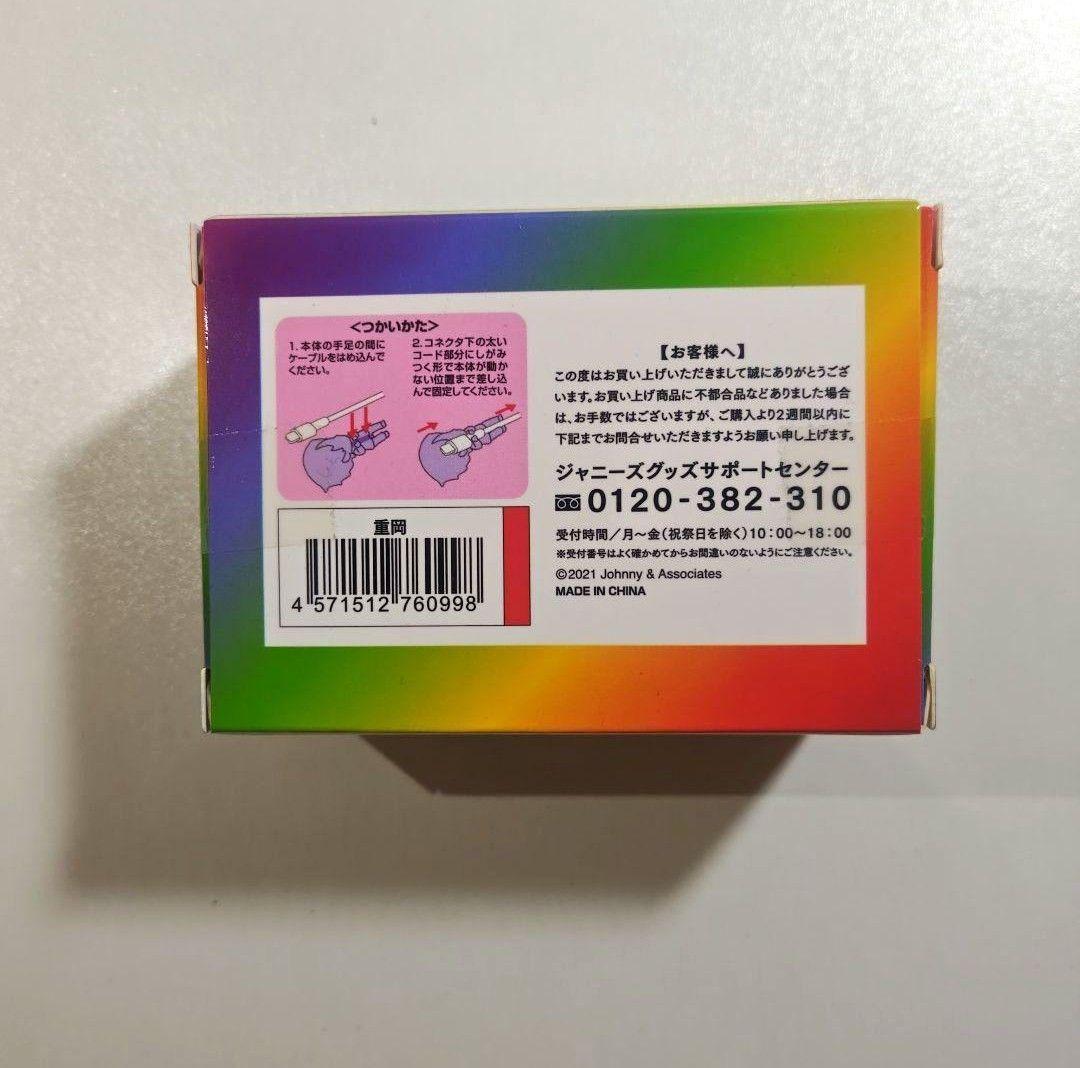 <つかいかた>
1.本体の手足の間に
ケーブルをはめ込んで
ください。
2.コネクタ下の太い
コード部分にしがみ
つく形で本体が動か
ない位置まで差し込
んで固定してください。
重岡
4 571512 760998
【お客様へ】
この度はお買い上げいただきまして誠にありがとうござ
います。お買い上げ商品に不都合品などありました場合
は、お手数ではございますが、ご購入より2週間以内に
下記までお問合せいただきますようお願い申し上げます。
ジャニーズグッズサポートセンター
0120-382-310
受付時間/月〜金(祝祭日を除く)10:00〜18:00
※受付番号はよく確かめてからお間違いのないようにご注意ください。
©2021 Johnny & Associates
MADE IN CHINA